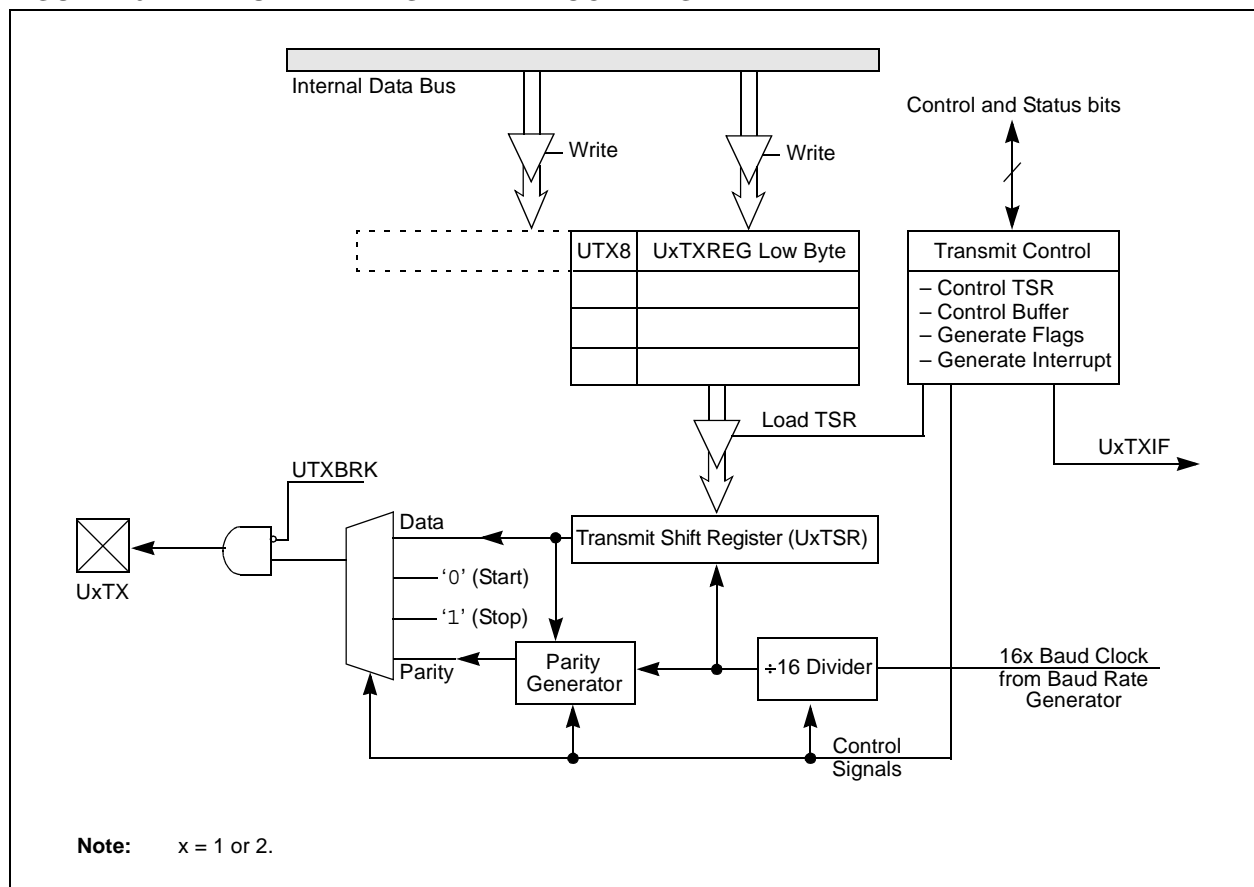 Internal Data Bus
Write
Write
Control and Status bits
UTX8
UxTXREG Low Byte
Transmit Control
– Control TSR
– Control Buffer
– Generate Flags
– Generate Interrupt
Load TSR
UxTXIF
UTXBRK
UxTX
Data
Transmit Shift Register (UxTSR)
‘0’ (Start)
‘1’ (Stop)
Parity
Parity
Generator
÷16 Divider
16x Baud Clock
from Baud Rate
Generator
Control
Signals
Note: x = 1 or 2.